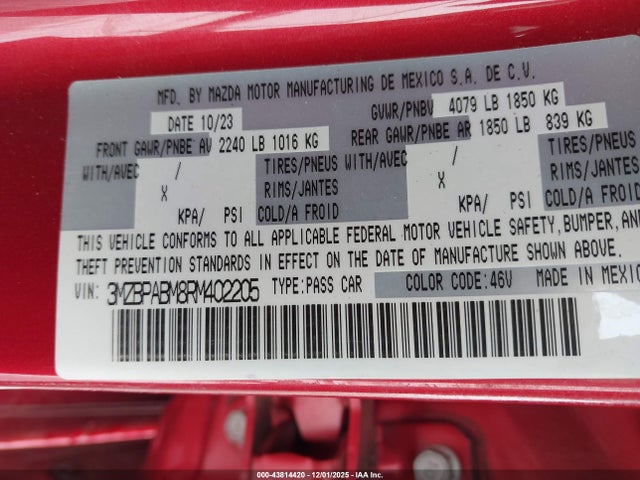 MFD. BY MAZDA MOTOR MANUFACTURING DE MEXICO S.A. DE C.V.
DATE 10/23 GVWR/PNBV 4079 LB 1850 KG
FRONT GAWR/PNBE AV 2240 LB 1016 KG REAR GAWR/PNBE AR 1850 LB 839 KG
WITH/AVEC / TIRES/PNEUS WITH/AVEC / TIRES/PNEUS
X RIMS/JANTES X RIMS/JANTES
KPA/ PSI COLD/A FROID KPA/ PSI COLD/A FROID
THIS VEHICLE CONFORMS TO ALL APPLICABLE FEDERAL MOTOR VEHICLE SAFETY, BUMPER, AN
THEFT PREVENTION STANDARDS IN EFFECT ON THE DATE OF MANUFACTURE SHOWN ABOVE.
VIN: 3MZBPABM8RM402205 TYPE:PASS CAR COLOR CODE:46V MADE IN MEXIC
000-43814420 - 12/01/2025 - IAA Inc.